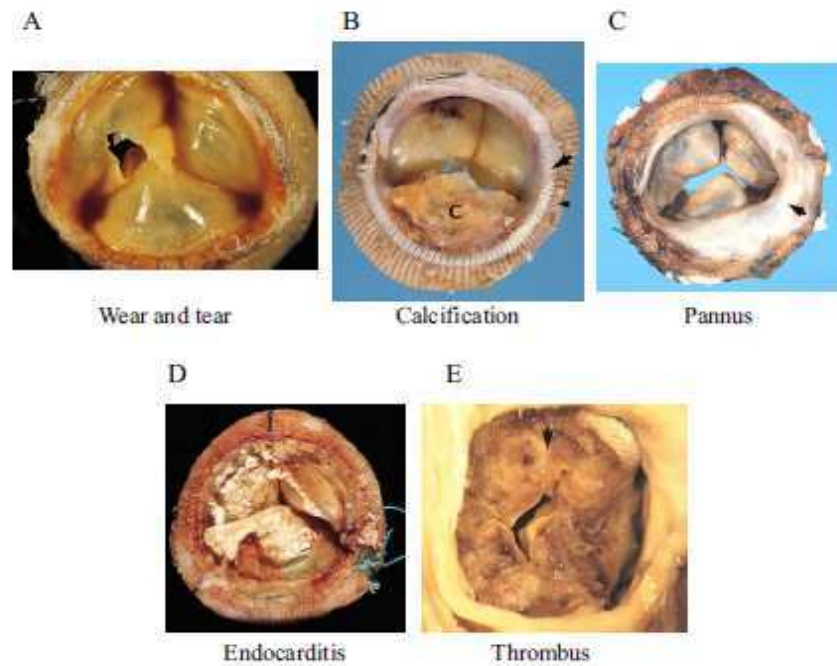 A
B
C
C
Wear and tear
Calcification
Pannus
D
E
Endocarditis
Thrombus